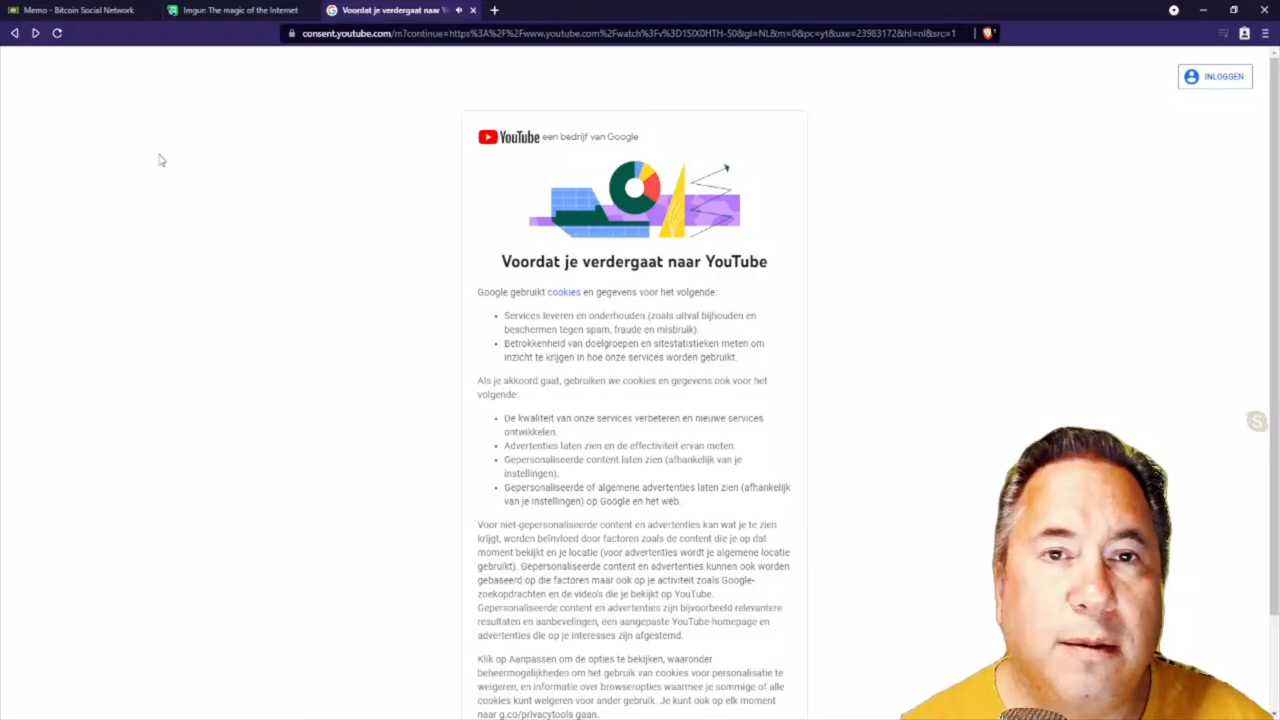 Memo - Bitcoin Social Network
Imgur: The magic of the Internet
Voordat je verdergaat naar Y
consent.youtube.com/m?continue=https%3A%2F%2Fwww.youtube.com%2Fwatch%3Fv%3D1SIX0HTH-50&gl=NL&m=0&pc=yt&uxe=23983172&hl=nl&src=1
INLOGGEN
YouTube een bedrijf van Google
Voordat je verdergaat naar YouTube
Google gebruikt cookies en gegevens voor het volgende:
• Services leveren en onderhouden (zoals uitval bijhouden en
beschermen tegen spam, fraude en misbruik).
• Betrokkenheid van doelgroepen en sitestatistieken meten om
inzicht te krijgen in hoe onze services worden gebruikt.
Als je akkoord gaat, gebruiken we cookies en gegevens ook voor het
volgende:
• De kwaliteit van onze services verbeteren en nieuwe services
ontwikkelen.
• Advertenties laten zien en de effectiviteit ervan meten.
• Gepersonaliseerde content laten zien (afhankelijk van je
instellingen).
• Gepersonaliseerde of algemene advertenties laten zien (afhankelijk
van je instellingen) op Google en het web.
Voor niet-gepersonaliseerde content en advertenties kan wat je te zien
krijgt, worden beïnvloed door factoren zoals de content die je op dat
moment bekijkt en je locatie (voor advertenties wordt je algemene locatie
gebruikt). Gepersonaliseerde content en advertenties kunnen ook worden
gebaseerd op die factoren maar ook op je activiteit zoals Google-
zoekopdrachten en de video's die je bekijkt op YouTube.
Gepersonaliseerde content en advertenties zijn bijvoorbeeld relevantere
resultaten en aanbevelingen, een aangepaste YouTube-homepage en
advertenties die op je interesses zijn afgestemd.
Klik op Aanpassen om de opties te bekijken, waaronder
beheermogelijkheden om het gebruik van cookies voor personalisatie te
weigeren, en informatie over browseropties waarmee je sommige of alle
cookies kunt weigeren voor ander gebruik. Je kunt ook op elk moment
naar g.co/privacytools gaan.